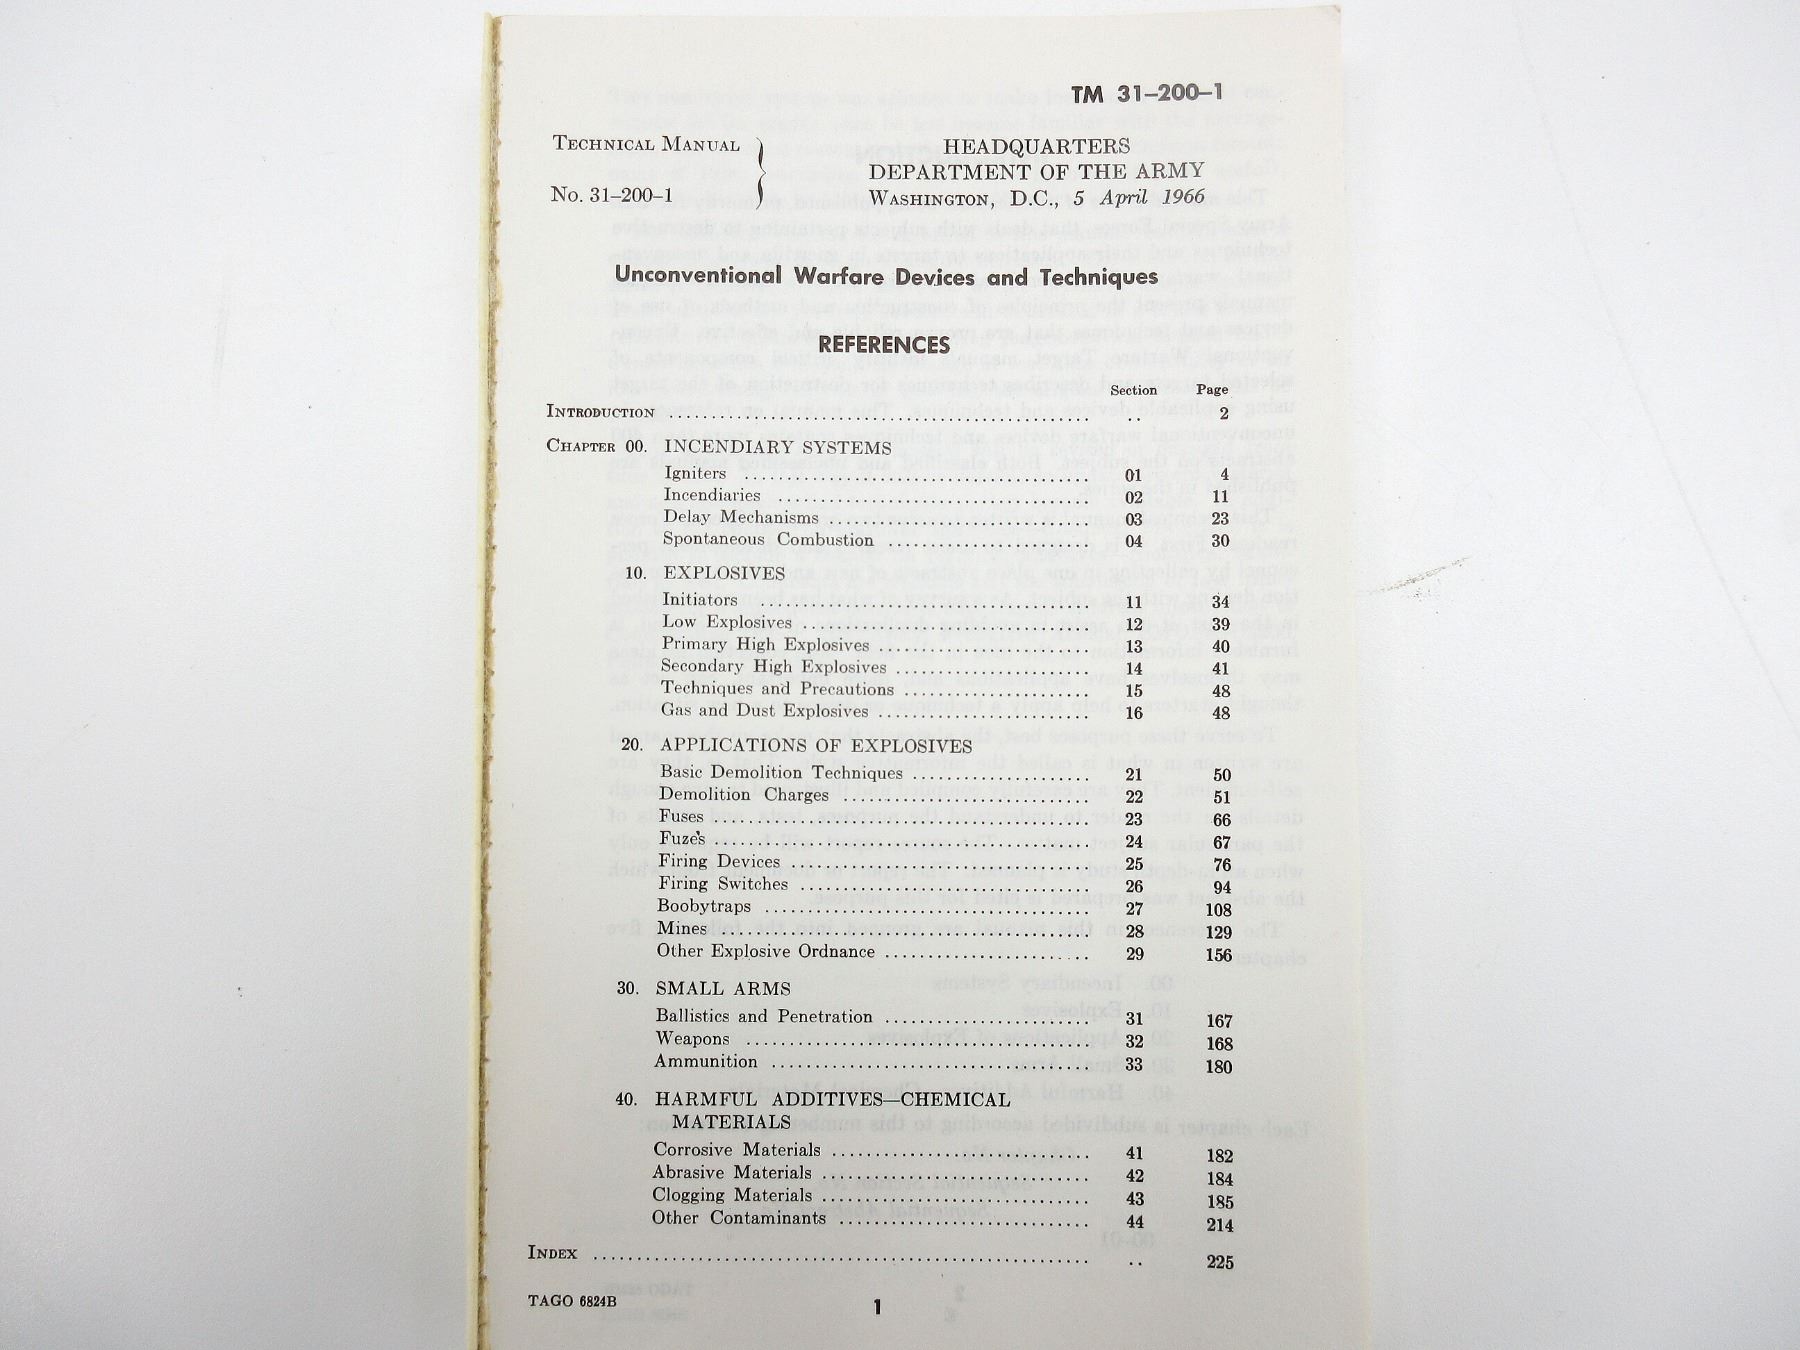 TM 31–200–1
TECHNICAL MANUAL
No. 31–200–1
HEADQUARTERS
DEPARTMENT OF THE ARMY
WASHINGTON, D.C., 5 April 1966
Unconventional Warfare Devices and Techniques
REFERENCES
Section Page
INTRODUCTION .. 2
CHAPTER 00. INCENDIARY SYSTEMS
Igniters 01 4
Incendiaries 02 11
Delay Mechanisms 03 23
Spontaneous Combustion 04 30
10. EXPLOSIVES
Initiators 11 34
Low Explosives 12 39
Primary High Explosives 13 40
Secondary High Explosives 14 41
Techniques and Precautions 15 48
Gas and Dust Explosives 16 48
20. APPLICATIONS OF EXPLOSIVES
Basic Demolition Techniques 21 50
Demolition Charges 22 51
Fuses 23 66
Fuzes 24 67
Firing Devices 25 76
Firing Switches 26 94
Boobytraps 27 108
Mines 28 129
Other Explosive Ordnance 29 156
30. SMALL ARMS
Ballistics and Penetration 31 167
Weapons 32 168
Ammunition 33 180
40. HARMFUL ADDITIVES—CHEMICAL
MATERIALS
Corrosive Materials 41 182
Abrasive Materials 42 184
Clogging Materials 43 185
Other Contaminants 44 214
INDEX .. 225
TAGO 6824B
1